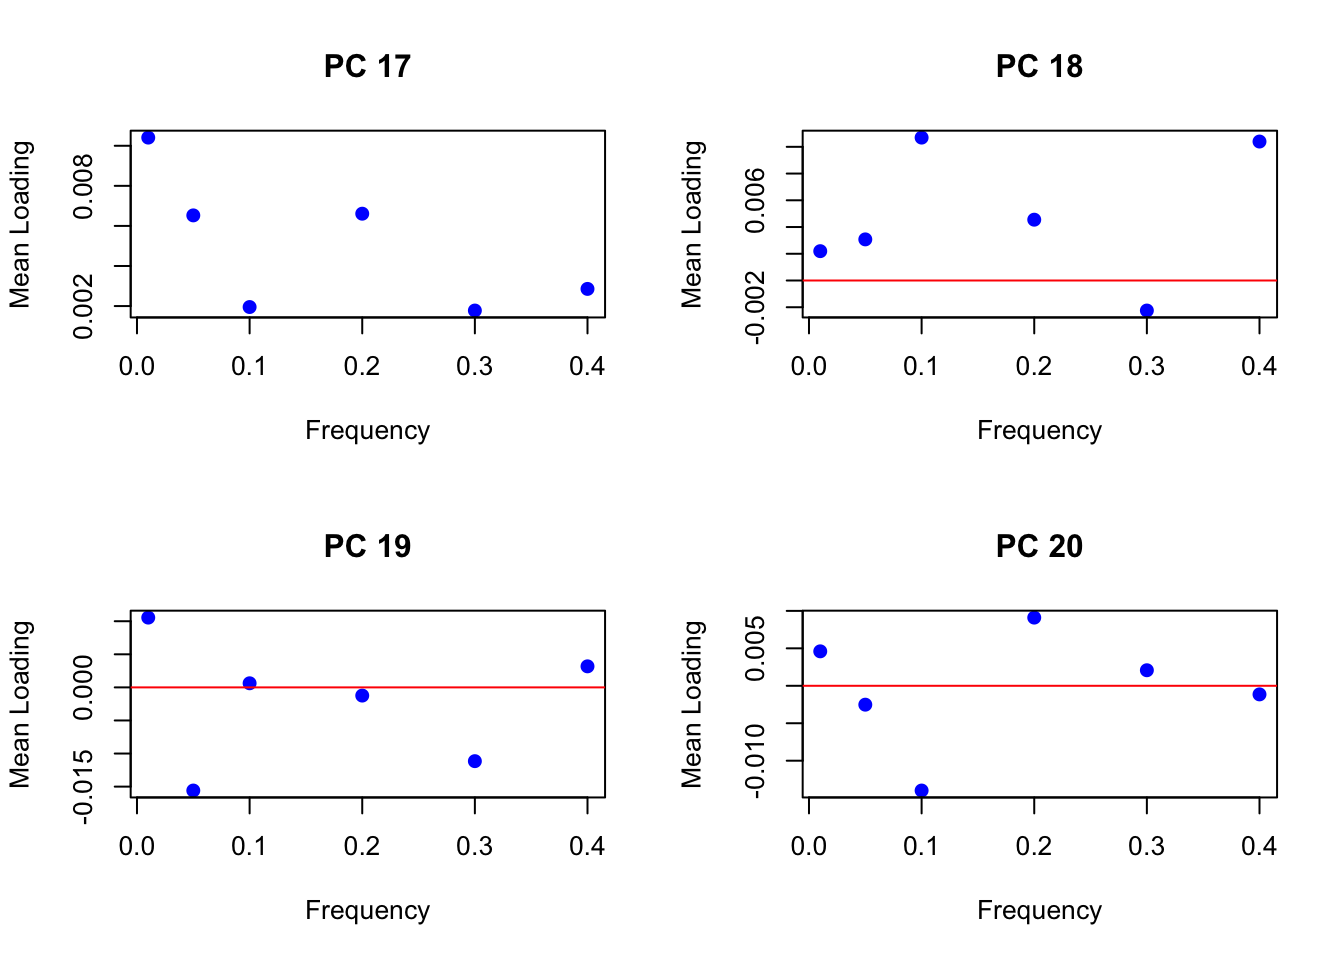 PC 17
Mean Loading
0.008
0.002
0.0 0.1 0.2 0.3 0.4
Frequency
PC 18
Mean Loading
0.006
-0.002
0.0 0.1 0.2 0.3 0.4
Frequency
PC 19
Mean Loading
0.000
-0.015
0.0 0.1 0.2 0.3 0.4
Frequency
PC 20
Mean Loading
0.005
-0.010
0.0 0.1 0.2 0.3 0.4
Frequency